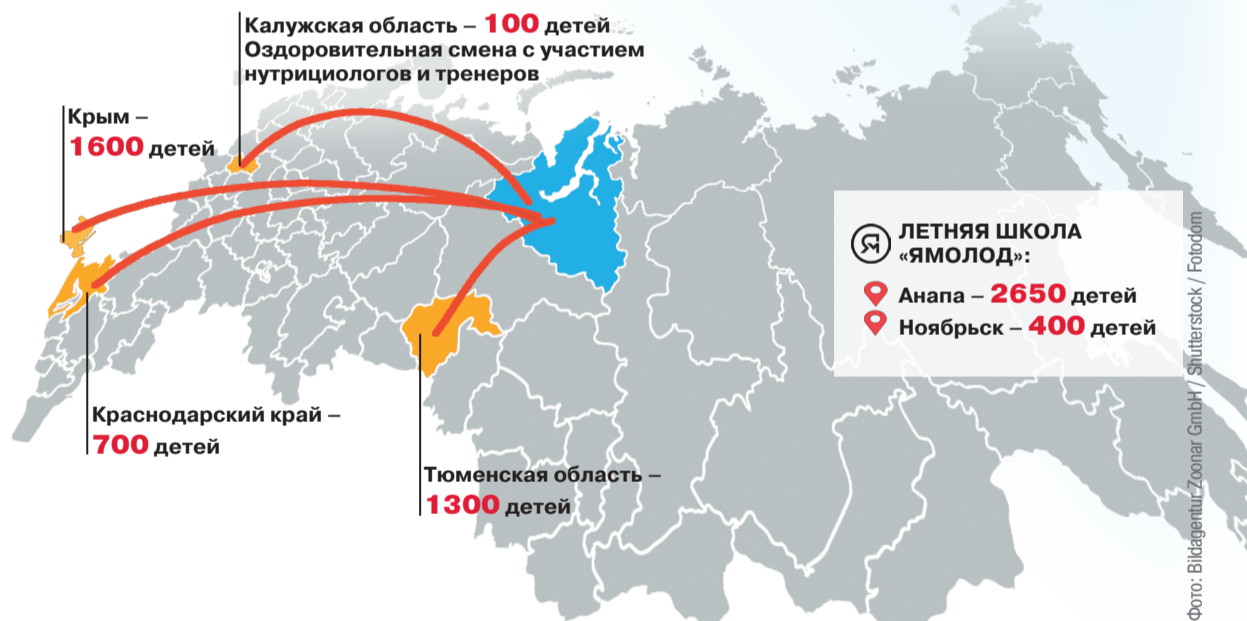 Калужская область – 100 детей
Оздоровительная смена с участием
нутрициологов и тренеров
Крым –
1600 детей
Краснодарский край –
700 детей
Тюменская область –
1300 детей
ЛЕТНЯЯ ШКОЛА
«ЯМОЛОД»:
Анапа – 2650 детей
Ноябрьск – 400 детей
Фото: Bildagentur Zoonar GmbH / Shutterstock / Fotodom